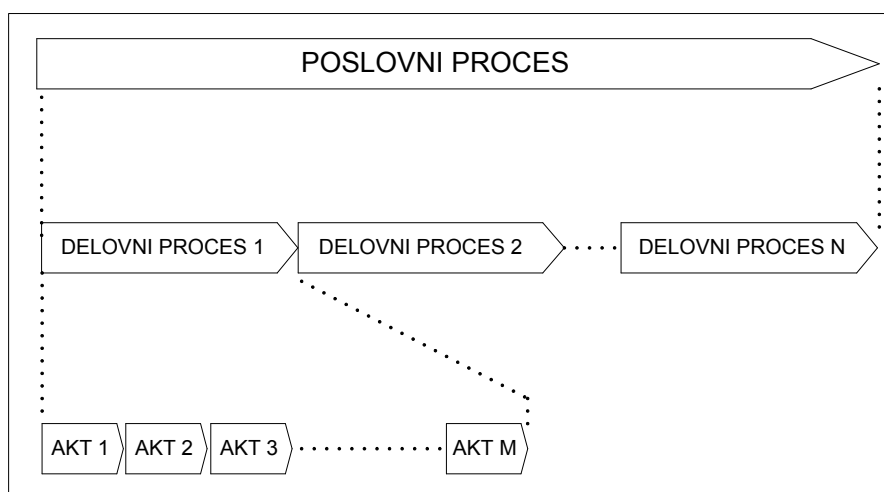 POSLOVNI PROCES
DELOVNI PROCES 1
DELOVNI PROCES 2
DELOVNI PROCES N
AKT 1
AKT 2
AKT 3
AKT M